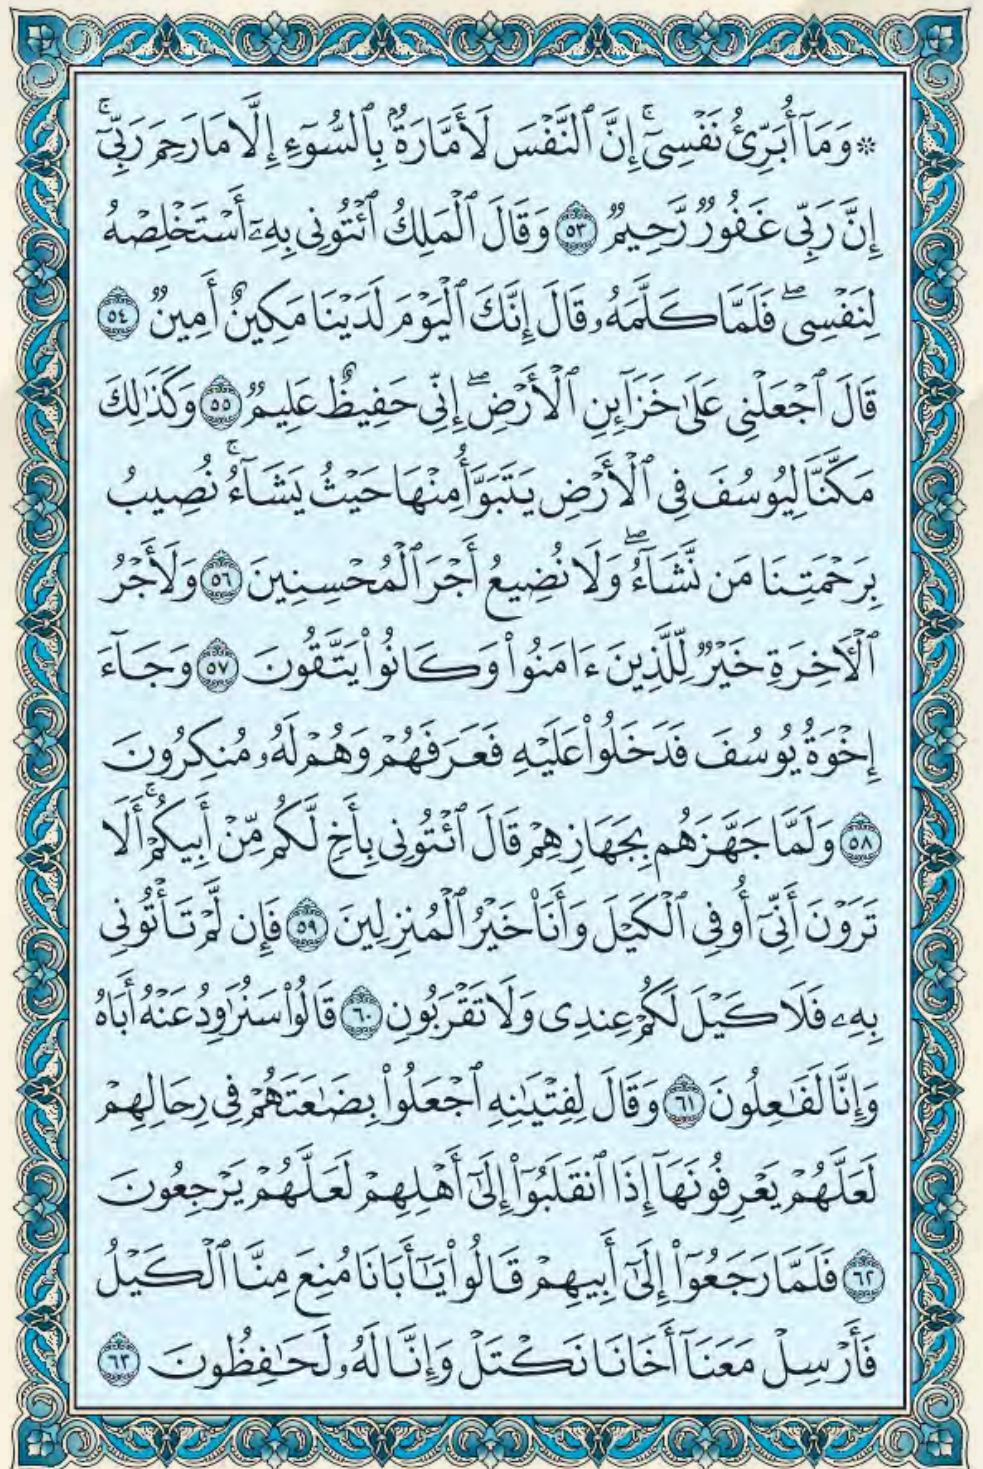 ۞ وَمَآ أُبَرِّئُ نَفْسِىٓ ۚ إِنَّ ٱلنَّفْسَ لَأَمَّارَةٌۢ بِٱلسُّوٓءِ إِلَّا مَا رَحِمَ رَبِّىٓ ۚ
إِنَّ رَبِّى غَفُورٌ رَّحِيمٌ ٥٣ وَقَالَ ٱلْمَلِكُ ٱئْتُونِى بِهِۦٓ أَسْتَخْلِصْهُ
لِنَفْسِى ۖ فَلَمَّا كَلَّمَهُۥ قَالَ إِنَّكَ ٱلْيَوْمَ لَدَيْنَا مَكِينٌ أَمِينٌ ٥٤
قَالَ ٱجْعَلْنِى عَلَىٰ خَزَآئِنِ ٱلْأَرْضِ ۖ إِنِّى حَفِيظٌ عَلِيمٌ ٥٥ وَكَذَٰلِكَ
مَكَّنَّا لِيُوسُفَ فِى ٱلْأَرْضِ يَتَبَوَّأُ مِنْهَا حَيْثُ يَشَآءُ ۚ نُصِيبُ
بِرَحْمَتِنَا مَن نَّشَآءُ ۖ وَلَا نُضِيعُ أَجْرَ ٱلْمُحْسِنِينَ ٥٦ وَلَأَجْرُ
ٱلْـَٔاخِرَةِ خَيْرٌ لِّلَّذِينَ ءَامَنُوا۟ وَكَانُوا۟ يَتَّقُونَ ٥٧ وَجَآءَ
إِخْوَةُ يُوسُفَ فَدَخَلُوا۟ عَلَيْهِ فَعَرَفَهُمْ وَهُمْ لَهُۥ مُنكِرُونَ
٥٨ وَلَمَّا جَهَّزَهُم بِجَهَازِهِمْ قَالَ ٱئْتُونِى بِأَخٍ لَّكُم مِّنْ أَبِيكُمْ ۚ أَلَا
تَرَوْنَ أَنِّىٓ أُوفِى ٱلْكَيْلَ وَأَنَا۠ خَيْرُ ٱلْمُنزِلِينَ ٥٩ فَإِن لَّمْ تَأْتُونِى
بِهِۦ فَلَا كَيْلَ لَكُمْ عِندِى وَلَا تَقْرَبُونِ ٦٠ قَالُوا۟ سَنُرَٰوِدُ عَنْهُ أَبَاهُ
وَإِنَّا لَفَٰعِلُونَ ٦١ وَقَالَ لِفِتْيَٰنِهِ ٱجْعَلُوا۟ بِضَٰعَتَهُمْ فِى رِحَالِهِمْ
لَعَلَّهُمْ يَعْرِفُونَهَآ إِذَا ٱنقَلَبُوٓا۟ إِلَىٰٓ أَهْلِهِمْ لَعَلَّهُمْ يَرْجِعُونَ
٦٢ فَلَمَّا رَجَعُوٓا۟ إِلَىٰٓ أَبِيهِمْ قَالُوا۟ يَٰٓأَبَانَا مُنِعَ مِنَّا ٱلْكَيْلُ
فَأَرْسِلْ مَعَنَآ أَخَانَا نَكْتَلْ وَإِنَّا لَهُۥ لَحَٰفِظُونَ ٦٣